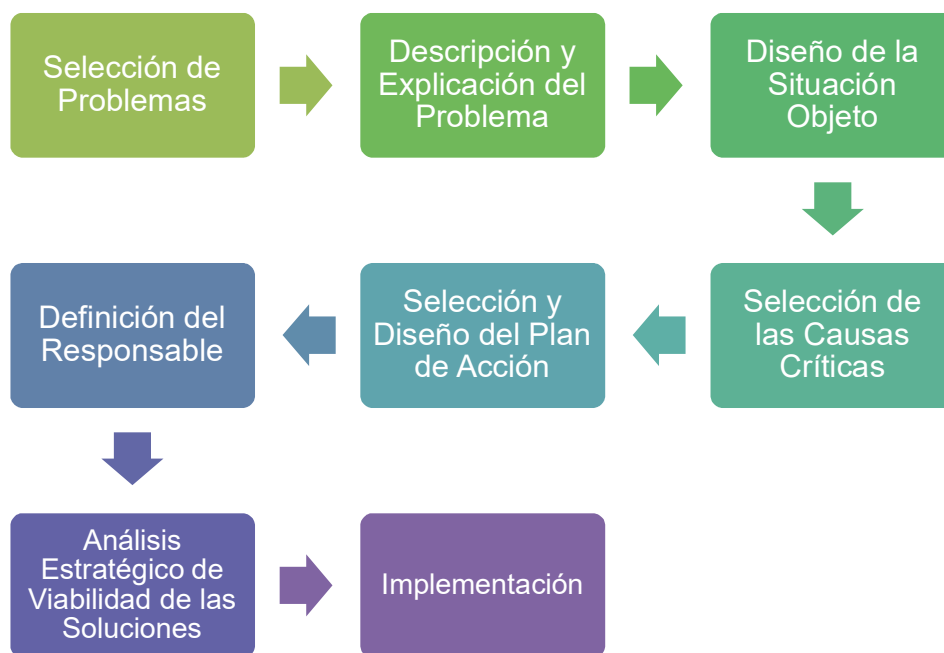 Selección de
Problemas
Descripción y
Explicación del
Problema
Diseño de la
Situación
Objeto
Selección de
las Causas
Críticas
Selección y
Diseño del Plan
de Acción
Definición del
Responsable
Análisis
Estratégico de
Viabilidad de las
Soluciones
Implementación